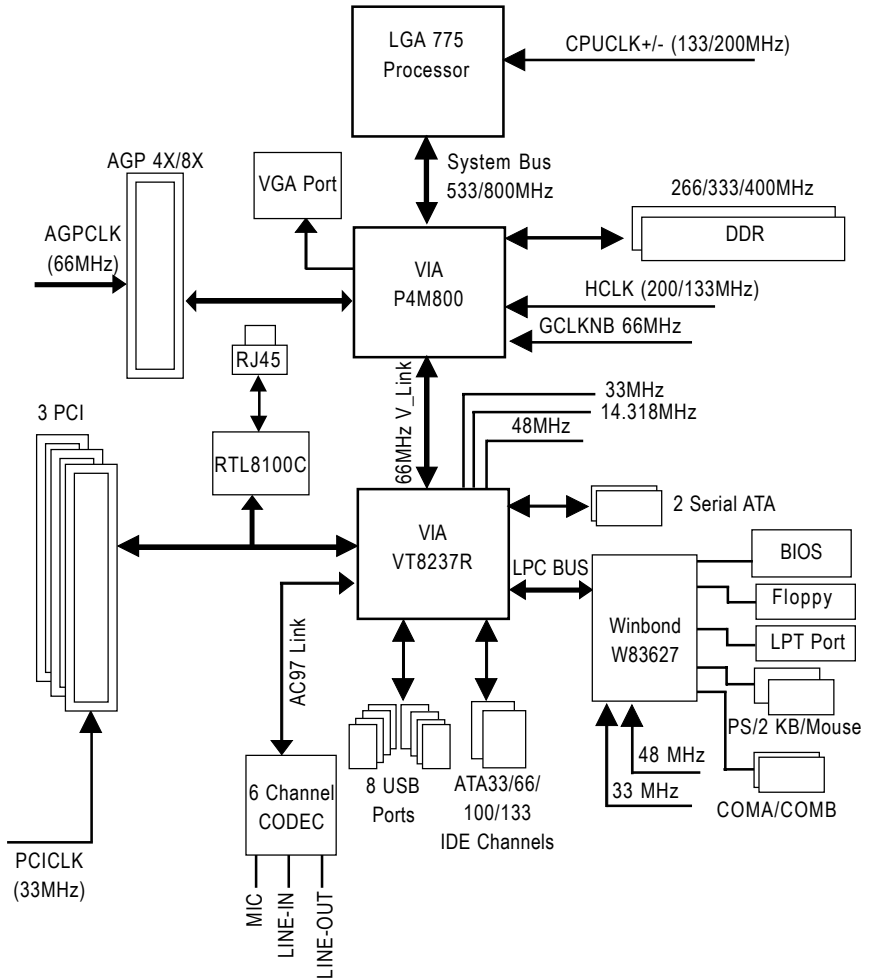 LGA 775
Processor
CPUCLK+/- (133/200MHz)
System Bus
533/800MHz
AGP 4X/8X
VGA Port
266/333/400MHz
DDR
AGPCLK
(66MHz)
VIA
P4M800
HCLK (200/133MHz)
GCLKNB 66MHz
RJ45
66MHz V_Link
33MHz
14.318MHz
48MHz
3 PCI
RTL8100C
VIA
VT8237R
2 Serial ATA
LPC BUS
BIOS
Floppy
LPT Port
Winbond
W83627
PS/2 KB/Mouse
AC97 Link
48 MHz
33 MHz
COMA/COMB
8 USB
Ports
ATA33/66/
100/133
IDE Channels
6 Channel
CODEC
PCICLK
(33MHz)
MIC
LINE-IN
LINE-OUT